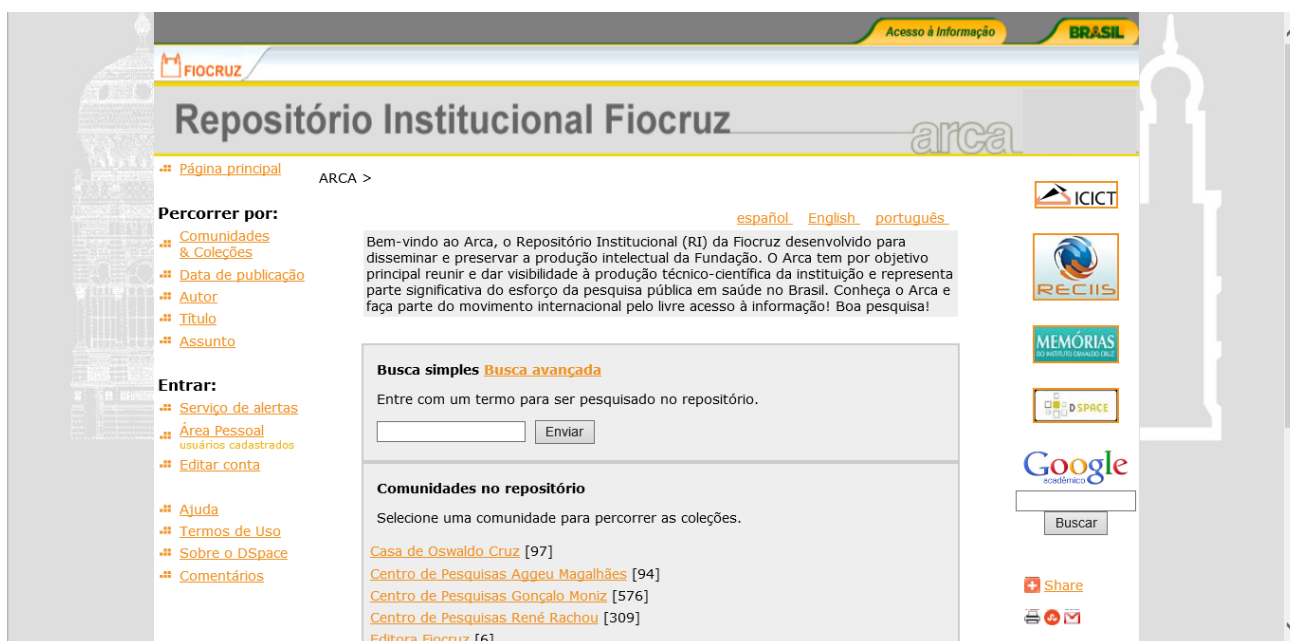 Acesso à Informação
BRASIL
FIOCRUZ
Repositório Institucional Fiocruz
arca
Página principal
ARCA >
Percorrer por:
Comunidades
& Coleções
Data de publicação
Autor
Título
Assunto
Entrar:
Serviço de alertas
Área Pessoal
usuários cadastrados
Editar conta
Ajuda
Termos de Uso
Sobre o DSpace
Comentários
español English português
Bem-vindo ao Arca, o Repositório Institucional (RI) da Fiocruz desenvolvido para
disseminar e preservar a produção intelectual da Fundação. O Arca tem por objetivo
principal reunir e dar visibilidade à produção técnico-científica da instituição e representa
parte significativa do esforço da pesquisa pública em saúde no Brasil. Conheça o Arca e
faça parte do movimento internacional pelo livre acesso à informação! Boa pesquisa!
Busca simples Busca avançada
Entre com um termo para ser pesquisado no repositório.
Enviar
Comunidades no repositório
Selecione uma comunidade para percorrer as coleções.
Casa de Oswaldo Cruz [97]
Centro de Pesquisas Aggeu Magalhães [94]
Centro de Pesquisas Gonçalo Moniz [576]
Centro de Pesquisas René Rachou [309]
Editora Fiocruz [6]
ICICT
RECIIS
MEMÓRIAS
DO INSTITUTO OSWALDO CRUZ
DSPACE
Google
acadêmico
Buscar
Share